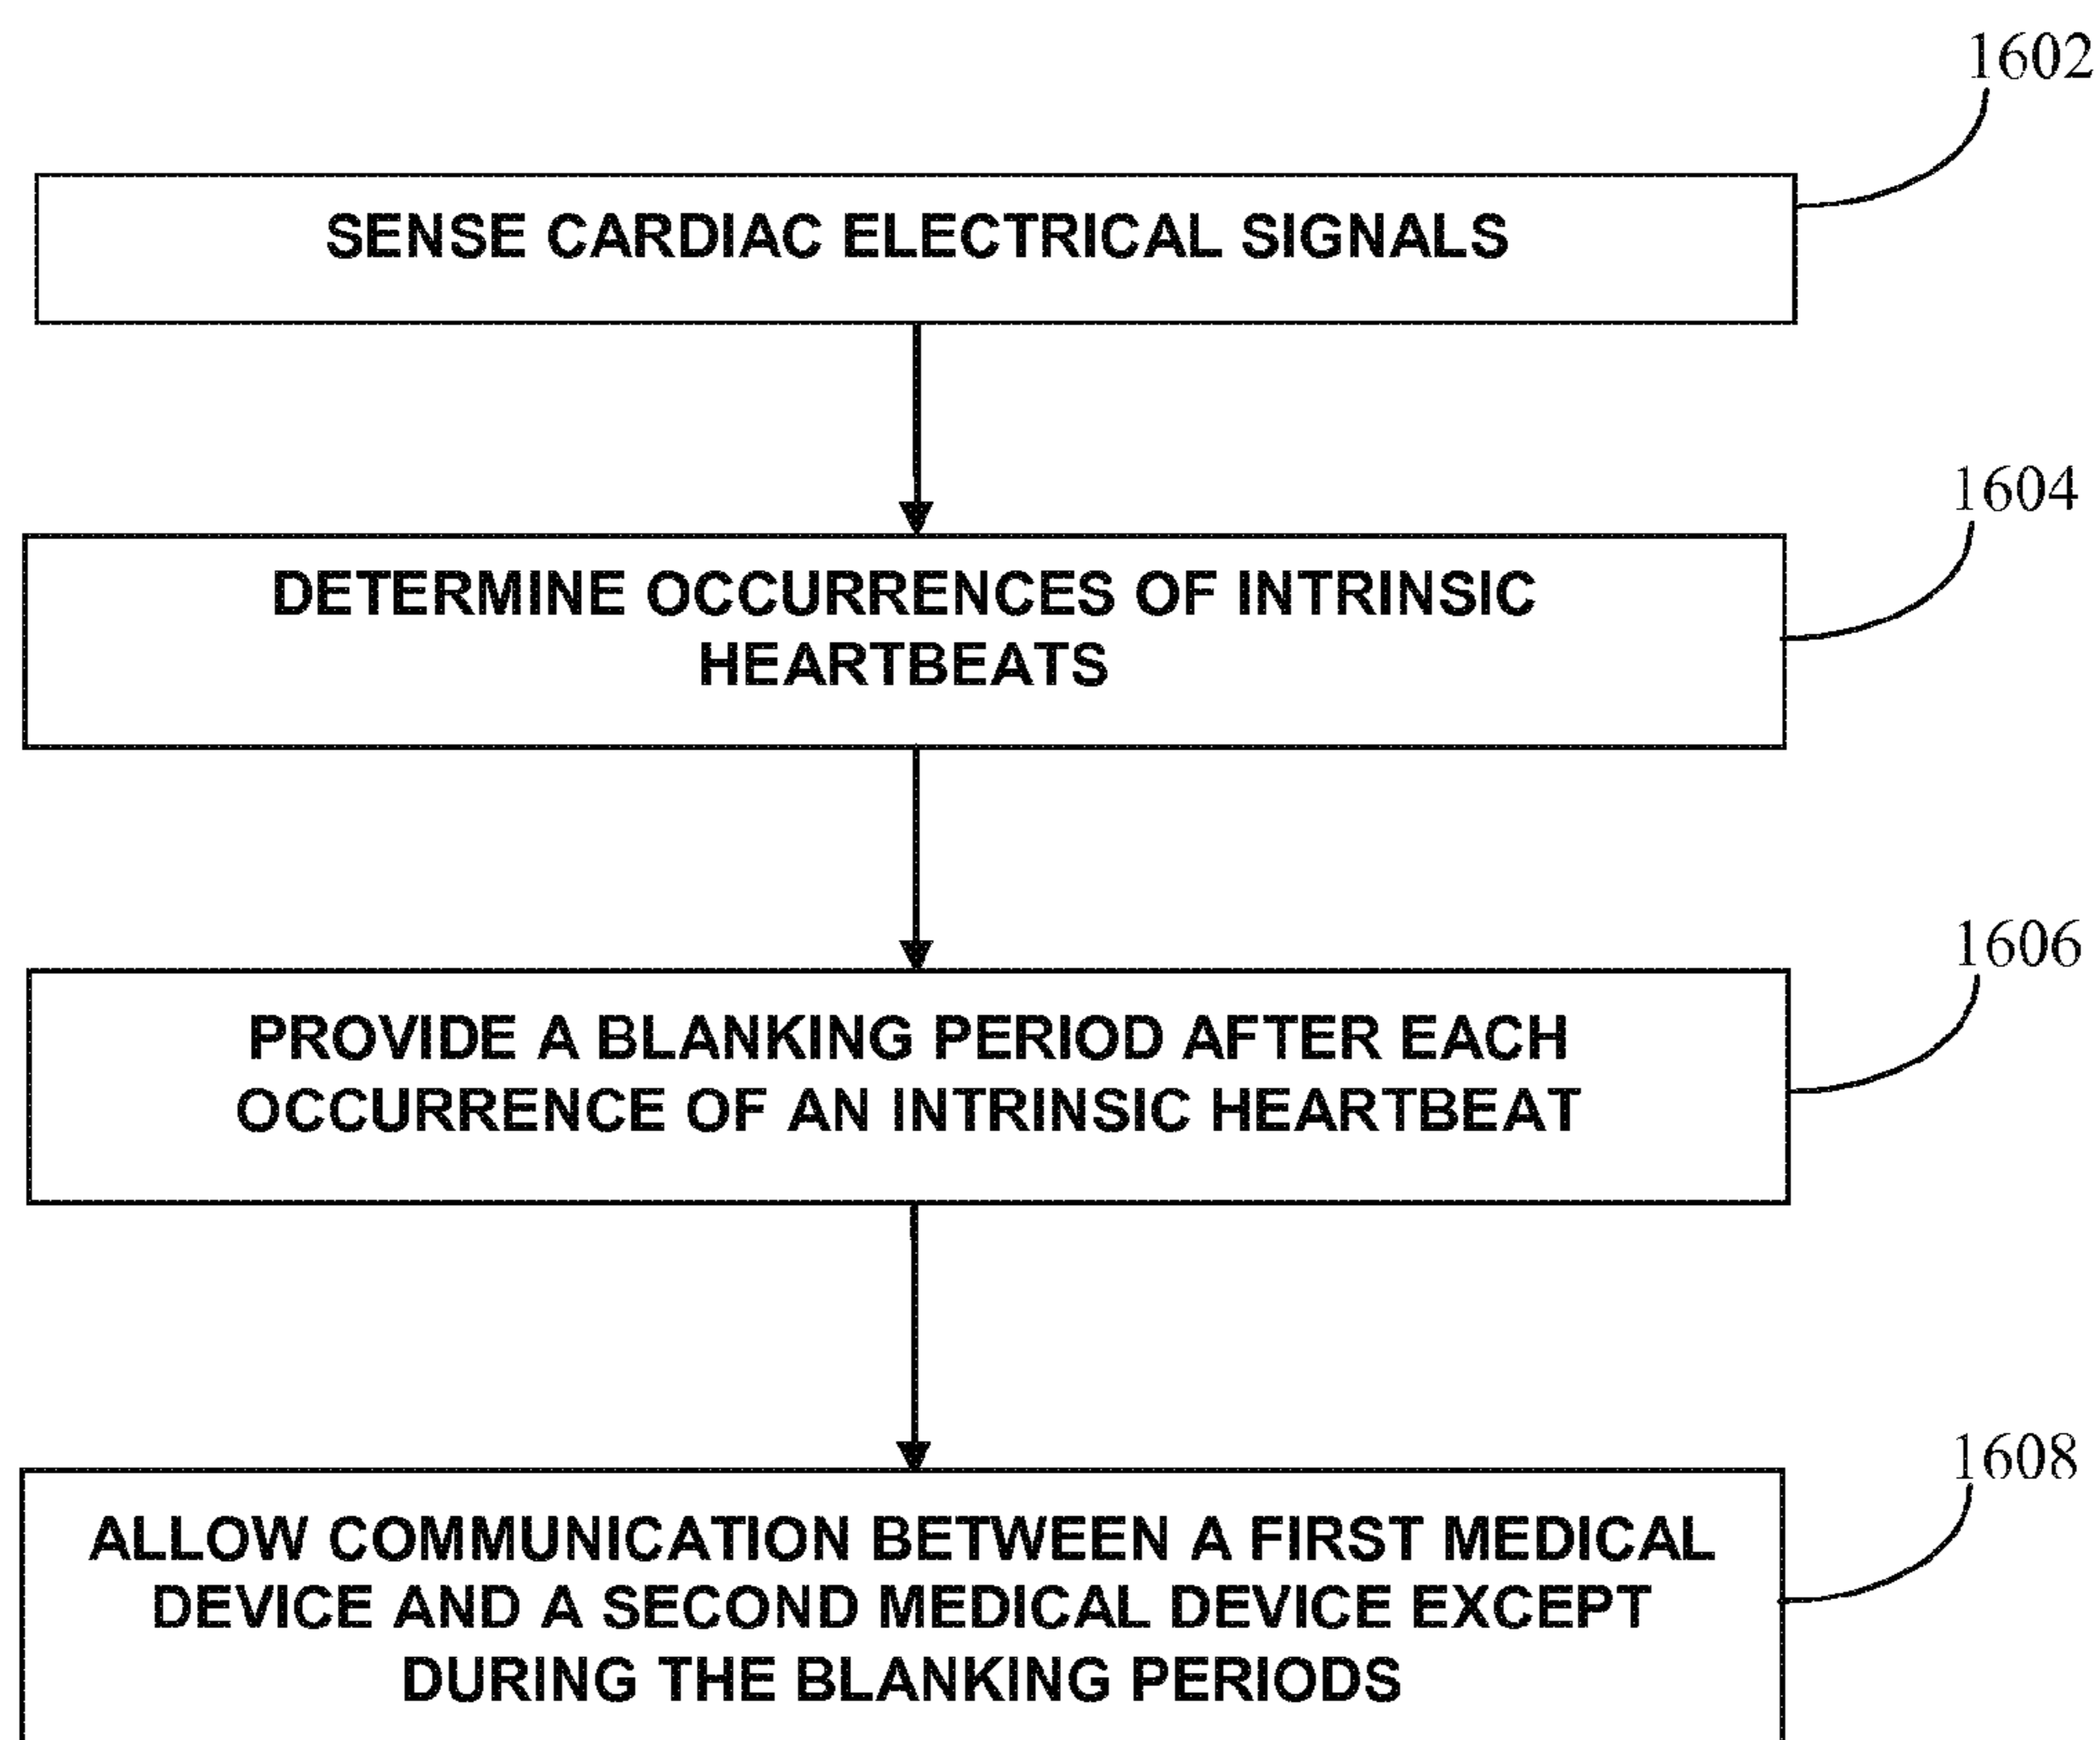 1602
SENSE CARDIAC ELECTRICAL SIGNALS
1604
DETERMINE OCCURRENCES OF INTRINSIC
HEARTBEATS
1606
PROVIDE A BLANKING PERIOD AFTER EACH
OCCURRENCE OF AN INTRINSIC HEARTBEAT
1608
ALLOW COMMUNICATION BETWEEN A FIRST MEDICAL
DEVICE AND A SECOND MEDICAL DEVICE EXCEPT
DURING THE BLANKING PERIODS